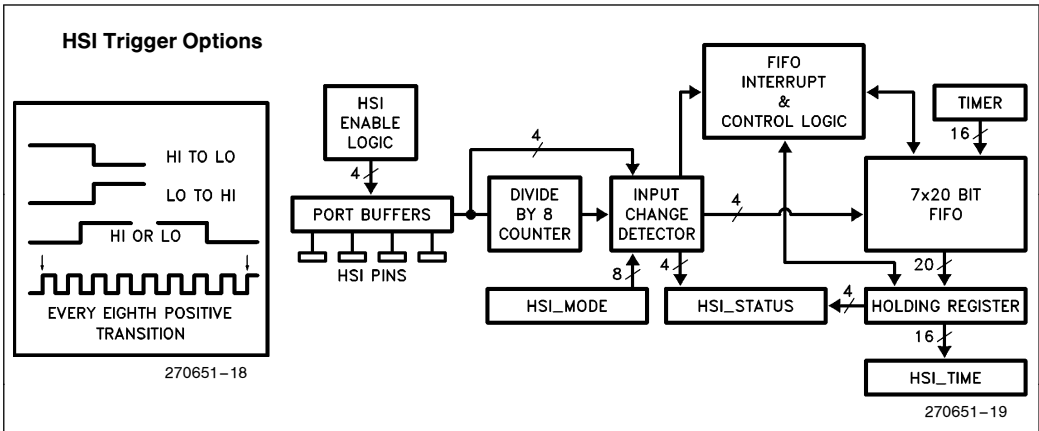 HSI Trigger Options
HI TO LO
LO TO HI
HI OR LO
EVERY EIGHTH POSITIVE
TRANSITION
270651–18
HSI
ENABLE
LOGIC
4
PORT BUFFERS
HSI PINS
4
DIVIDE
BY 8
COUNTER
INPUT
CHANGE
DETECTOR
8
HSI_MODE
4
HSI_STATUS
4
FIFO
INTERRUPT
&
CONTROL LOGIC
TIMER
16
7x20 BIT
FIFO
20
4
HOLDING REGISTER
16
HSI_TIME
270651–19